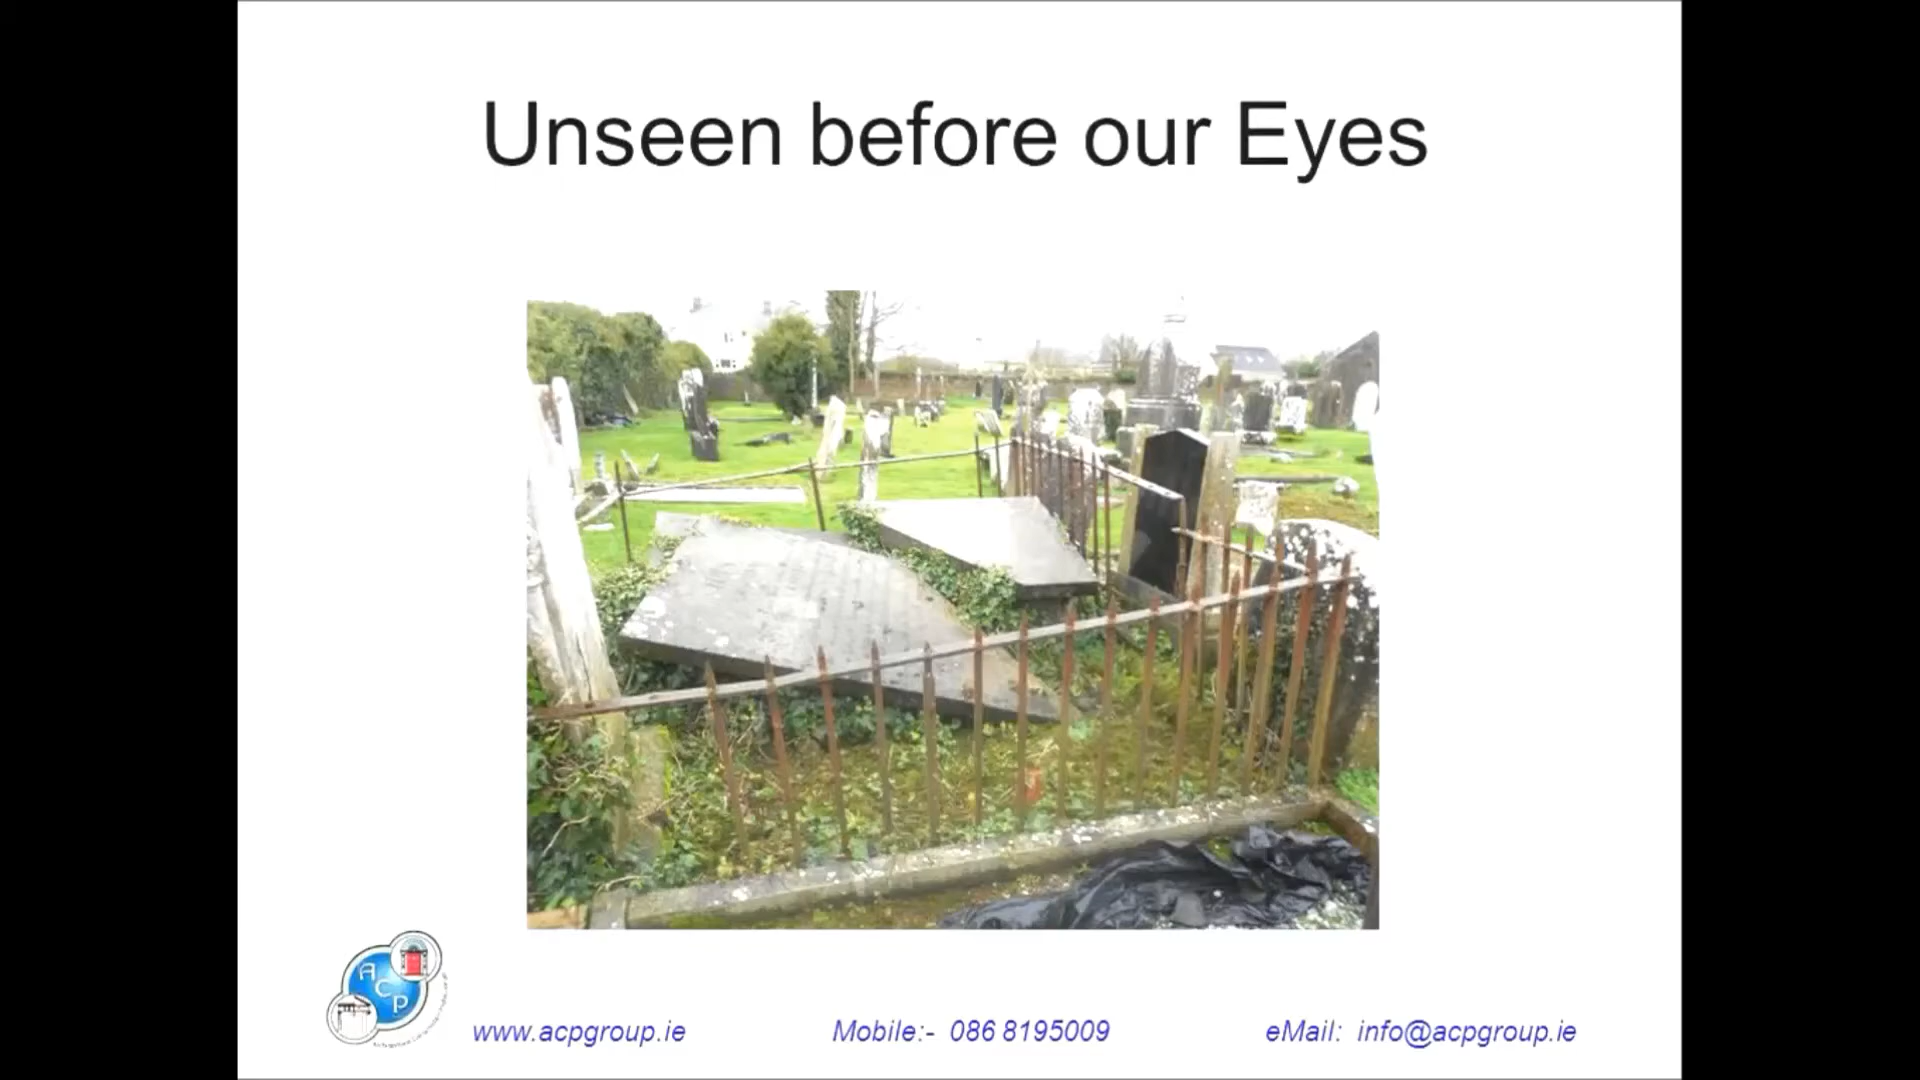 Unseen before our Eyes
A
C
P
www.acpgroup.ie
Mobile:- 086 8195009
eMail: info@acpgroup.ie